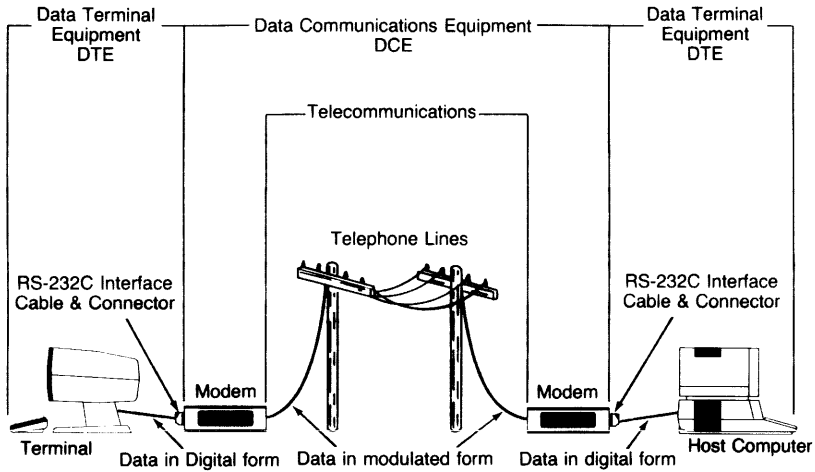 Data Terminal
Equipment
DTE
Data Communications Equipment
DCE
Data Terminal
Equipment
DTE
Telecommunications
Telephone Lines
RS-232C Interface
Cable & Connector
RS-232C Interface
Cable & Connector
Modem
Modem
Terminal
Data in Digital form
Data in modulated form
Data in digital form
Host Computer